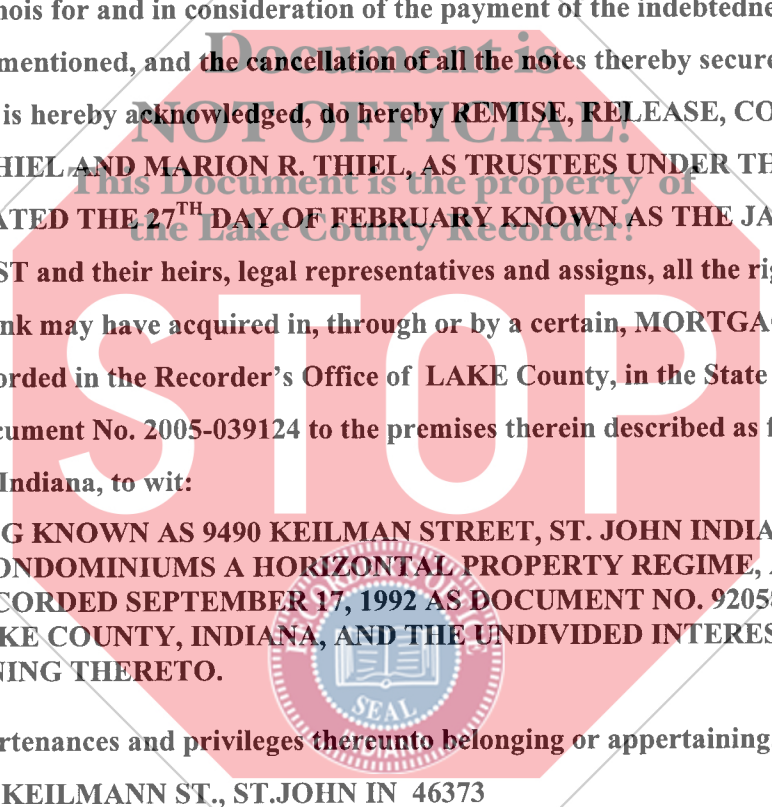 nois for and in consideration of the payment of the indebtedne
Document is
mentioned, and the cancellation of all the notes thereby secure
is hereby acknowledged, do hereby REMISE, RELEASE, CO
NOT OFFICIAL!
HIEL AND MARION R. THIEL, AS TRUSTEES UNDER TH
This Document is the property of
ATED THE 27TH DAY OF FEBRUARY KNOWN AS THE JA
the Lake County Recorder!
ST and their heirs, legal representatives and assigns, all the rig
nk may have acquired in, through or by a certain, MORTGA
STOP
orded in the Recorder's Office of LAKE County, in the State
cument No. 2005-039124 to the premises therein described as f
Indiana, to wit:
G KNOWN AS 9490 KEILMAN STREET, ST. JOHN INDIA
ONDOMINIUMS A HORIZONTAL PROPERTY REGIME,
CORDED SEPTEMBER 17, 1992 AS DOCUMENT NO. 9205
KE COUNTY, INDIANA, AND THE UNDIVIDED INTERES
NING THERETO.
SEAL
INDIANA
rtenances and privileges thereunto belonging or appertaining
KEILMANN ST., ST.JOHN IN 46373